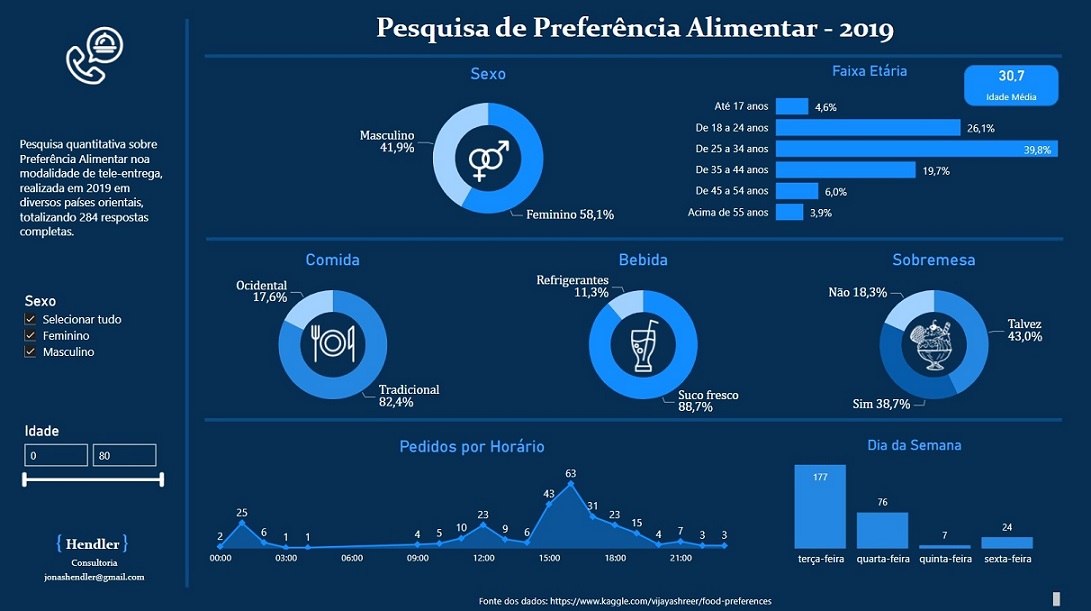 Pesquisa de Preferência Alimentar - 2019
Pesquisa quantitativa sobre
Preferência Alimentar noa
modalidade de tele-entrega,
realizada em 2019 em
diversos países orientais,
totalizando 284 respostas
completas.
Sexo
Selecionar tudo
Feminino
Masculino
Idade
0
80
{ Hendler }
Consultoria
jonashendler@gmail.com
Sexo
Masculino
41,9%
Feminino 58,1%
Faixa Etária
30,7
Idade Média
Até 17 anos 4,6%
De 18 a 24 anos 26,1%
De 25 a 34 anos 39,8%
De 35 a 44 anos 19,7%
De 45 a 54 anos 6,0%
Acima de 55 anos 3,9%
Comida
Ocidental
17,6%
Tradicional
82,4%
Bebida
Refrigerantes
11,3%
Suco fresco
88,7%
Sobremesa
Não 18,3%
Talvez
43,0%
Sim 38,7%
Pedidos por Horário
2 25 6 1 1 4 5 10 23 9 6 43 63 31 23 15 4 7 3 3
00:00 03:00 06:00 09:00 12:00 15:00 18:00 21:00
Dia da Semana
177 76 7 24
terça-feira quarta-feira quinta-feira sexta-feira
Fonte dos dados: https://www.kaggle.com/vijayashreer/food-preferences